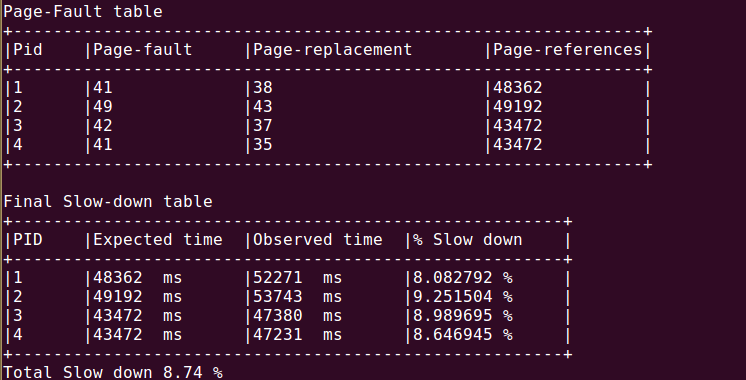 Page-Fault table
+---------------------------------------------------------------+
|Pid    |Page-fault     |Page-replacement       |Page-references|
+---------------------------------------------------------------+
|1      |41             |38                     |48362          |
|2      |49             |43                     |49192          |
|3      |42             |37                     |43472          |
|4      |41             |35                     |43472          |
+---------------------------------------------------------------+
Final Slow-down table
+-------------------------------------------------------+
|PID    |Expected time  |Observed time  |% Slow down    |
+-------------------------------------------------------+
|1      |48362  ms      |52271  ms      |8.082792 %     |
|2      |49192  ms      |53743  ms      |9.251504 %     |
|3      |43472  ms      |47380  ms      |8.989695 %     |
|4      |43472  ms      |47231  ms      |8.646945 %     |
+-------------------------------------------------------+
Total Slow down 8.74 %